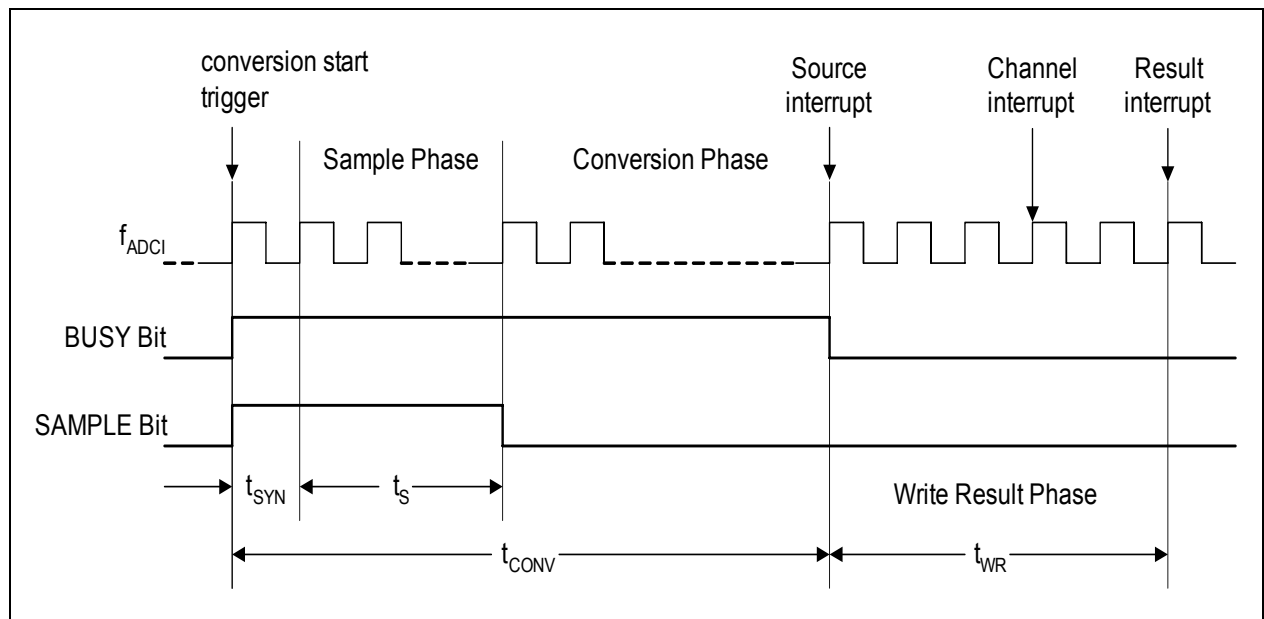 conversion start
trigger
Source
interrupt
Channel
interrupt
Result
interrupt
Sample Phase
Conversion Phase
fADCI
BUSY Bit
SAMPLE Bit
tSYN
tS
Write Result Phase
tCONV
tWR